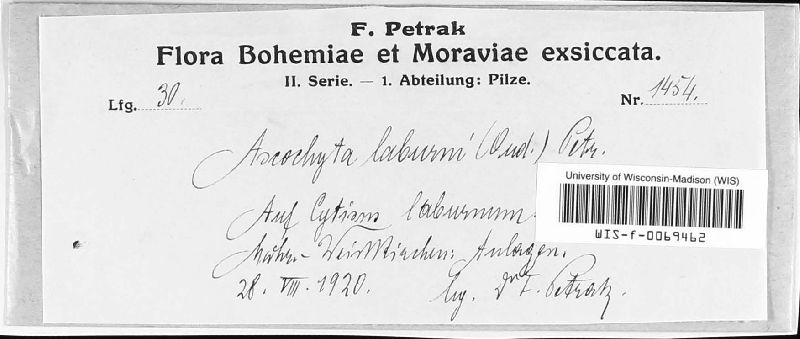 F. Petrak
Flora Bohemiae et Moraviae exsiccata.
II. Serie. — 1. Abteilung: Pilze.
Lfg. 30.
Nr. 1454.
Ascochyta laburni (Oud.) Petr.
University of Wisconsin-Madison (WIS)
WIS-f-0069462
Auf Cytisus laburnum
Mähr.-Weisskirchen: Anlagen.
28. VIII. 1920.
lg. Dr. F. Petrak.